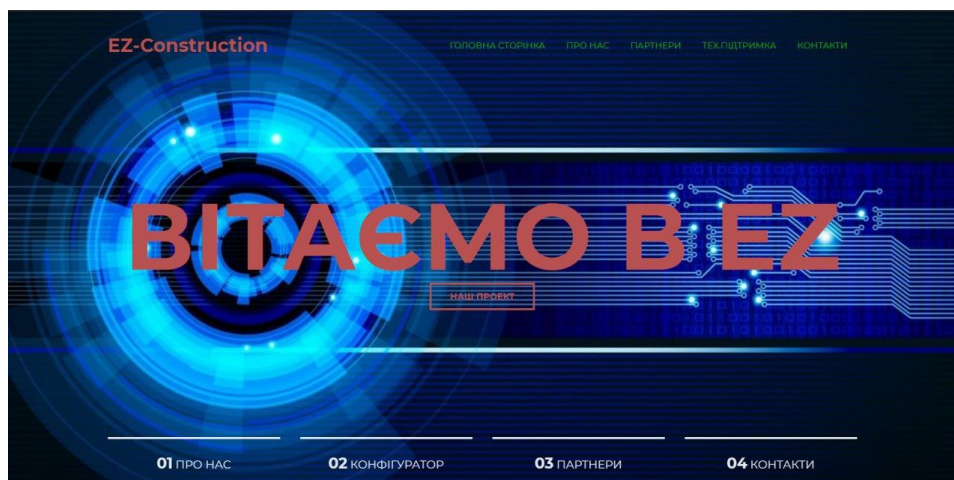 EZ-Construction
ГОЛОВНА СТОРІНКА ПРО НАС ПАРТНЕРИ ТЕХ.ПІДТРИМКА КОНТАКТИ
ВІТАЄМО В EZ
НАШ ПРОЕКТ
01 ПРО НАС 02 КОНФІГУРАТОР 03 ПАРТНЕРИ 04 КОНТАКТИ